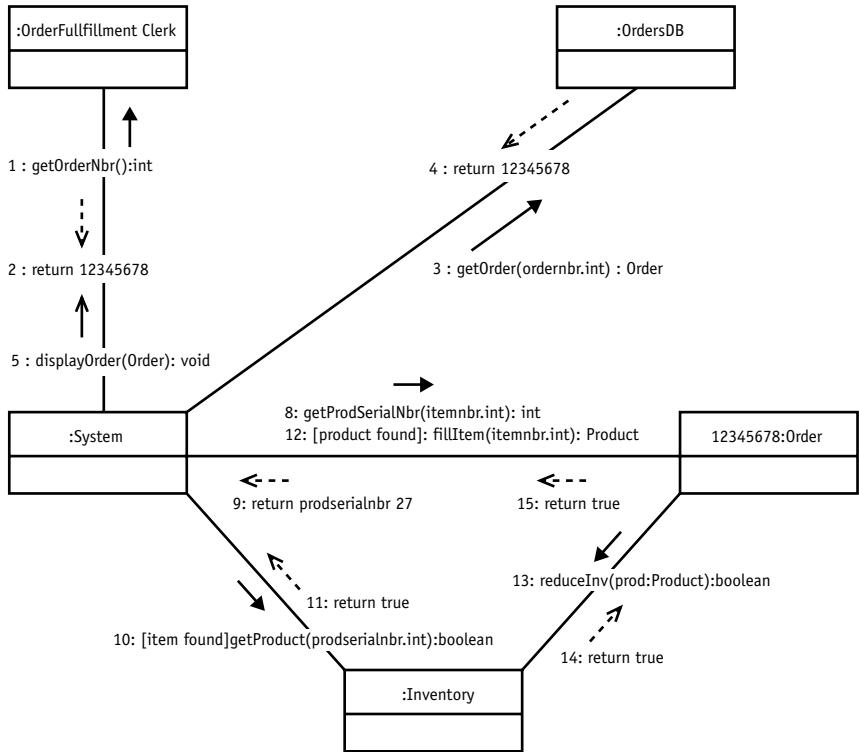 :OrderFullfillment Clerk
:OrdersDB
1 : getOrderNbr():int
4 : return 12345678
2 : return 12345678
3 : getOrder(ordernbr.int) : Order
5 : displayOrder(Order): void
8: getProdSerialNbr(itemnbr.int): int
12: [product found]: fillItem(itemnbr.int): Product
:System
12345678:Order
9: return prodserialnbr 27
15: return true
13: reduceInv(prod:Product):boolean
11: return true
10: [item found]getProduct(prodserialnbr.int):boolean
14: return true
:Inventory